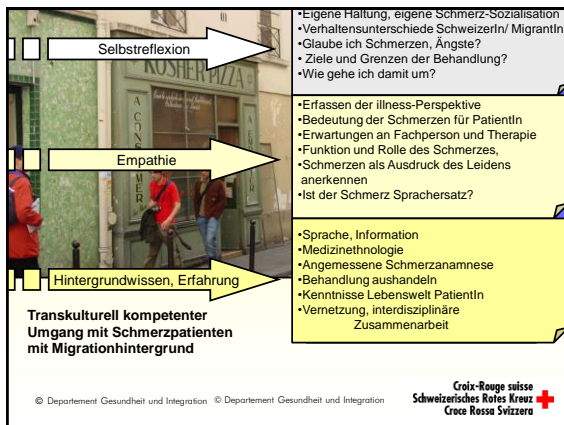 Selbstreflexion
•Eigene Haltung, eigene Schmerz-Sozialisation
•Verhaltensunterschiede SchweizerIn/ MigrantIn
•Glaube ich Schmerzen, Ängste?
• Ziele und Grenzen der Behandlung?
•Wie gehe ich damit um?
KOSHER PIZZA
A CONSOMMER
Empathie
•Erfassen der illness-Perspektive
•Bedeutung der Schmerzen für PatientIn
•Erwartungen an Fachperson und Therapie
•Funktion und Rolle des Schmerzes,
•Schmerzen als Ausdruck des Leidens
anerkennen
•Ist der Schmerz Sprachersatz?
Hintergrundwissen, Erfahrung
•Sprache, Information
•Medizinethnologie
•Angemessene Schmerzanamnese
•Behandlung aushandeln
•Kenntnisse Lebenswelt PatientIn
•Vernetzung, interdisziplinäre
Zusammenarbeit
Transkulturell kompetenter
Umgang mit Schmerzpatienten
mit Migrationhintergrund
© Departement Gesundheit und Integration © Departement Gesundheit und Integration
Croix-Rouge suisse
Schweizerisches Rotes Kreuz
Croce Rossa Svizzera